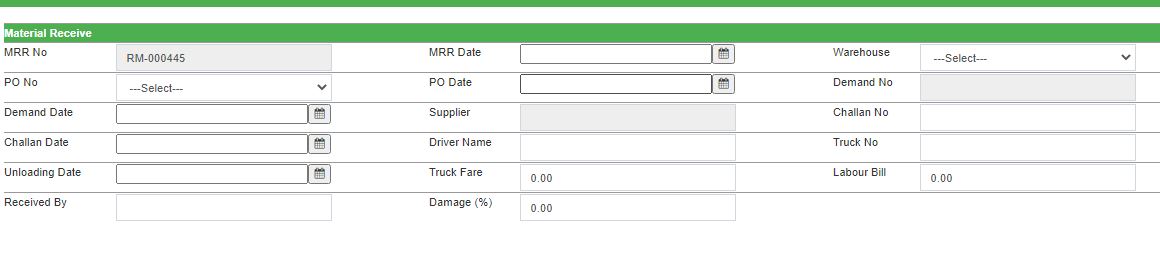 Material Receive
MRR No RM-000445 MRR Date Warehouse ---Select---
PO No ---Select--- PO Date Demand No
Demand Date Supplier Challan No
Challan Date Driver Name Truck No
Unloading Date Truck Fare 0.00 Labour Bill 0.00
Received By Damage (%) 0.00